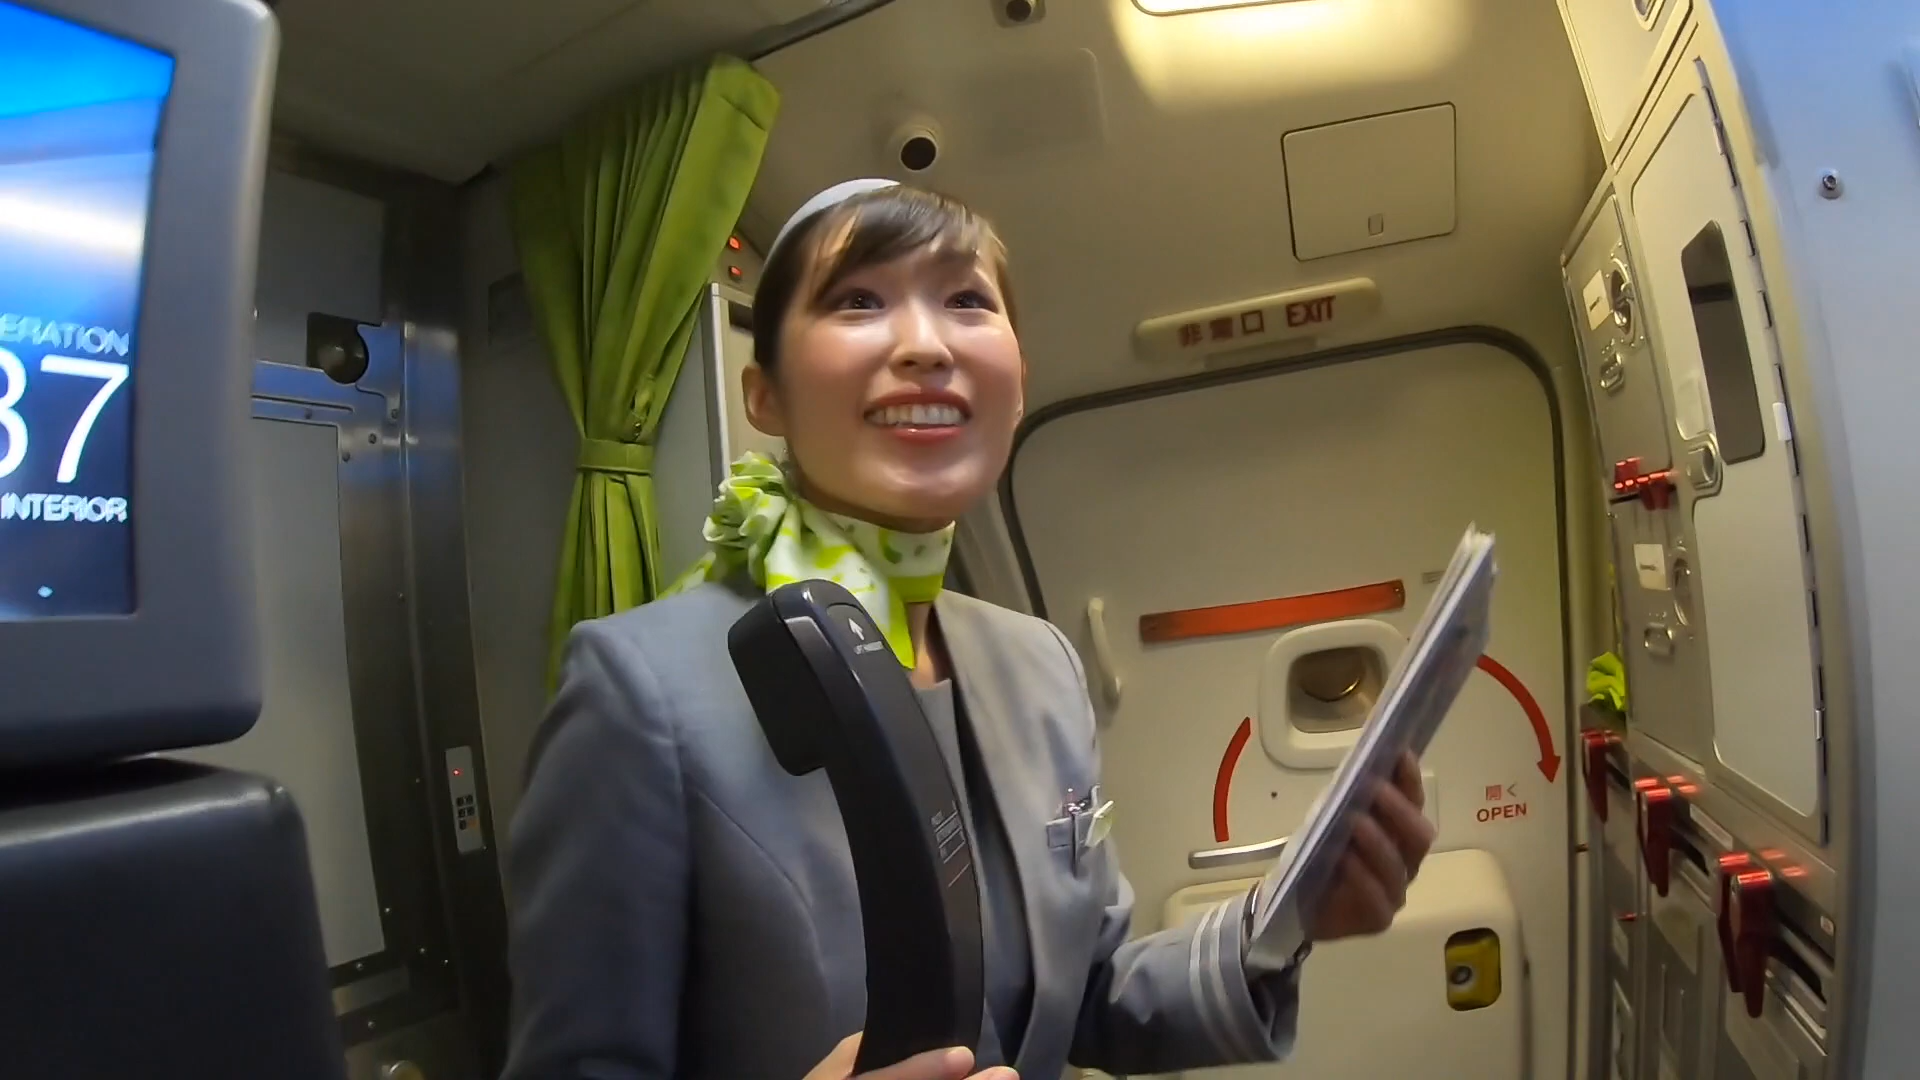 ERATION
37
INTERIOR
非常口 EXIT
開く
OPEN